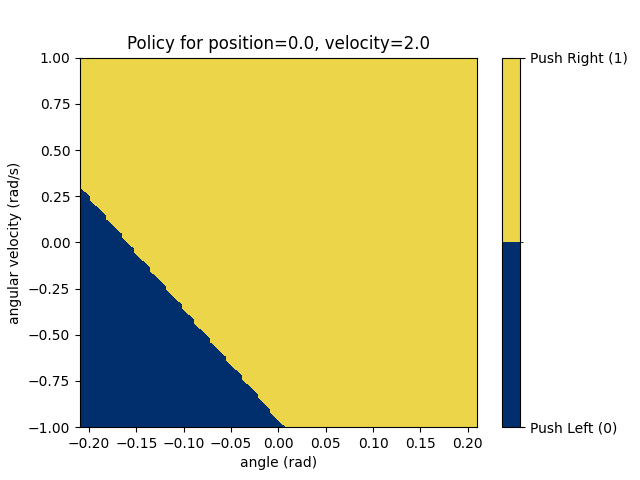 Policy for position=0.0, velocity=2.0
1.00
0.75
0.50
0.25
0.00
−0.25
−0.50
−0.75
−1.00
angular velocity (rad/s)
−0.20 −0.15 −0.10 −0.05 0.00 0.05 0.10 0.15 0.20
angle (rad)
Push Right (1)
Push Left (0)